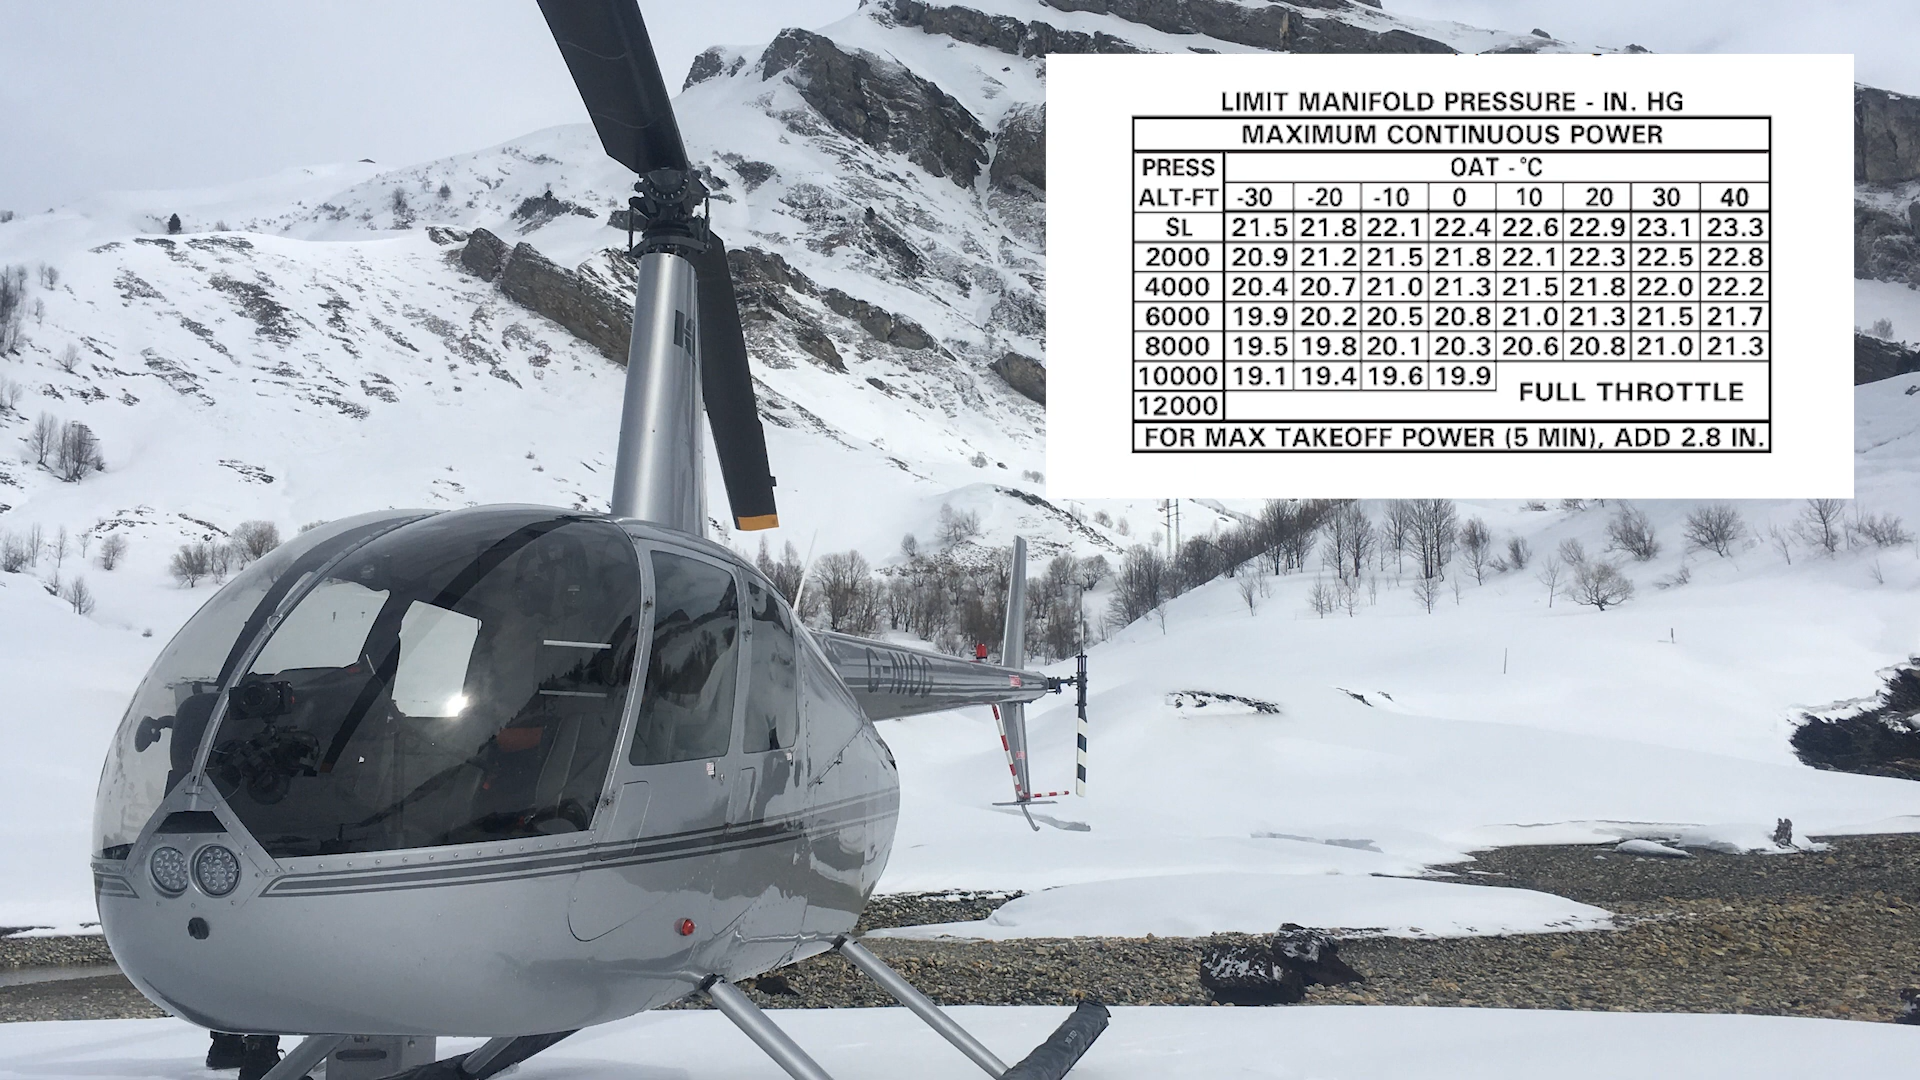 LIMIT MANIFOLD PRESSURE - IN. HG
MAXIMUM CONTINUOUS POWER
PRESS ALT-FT OAT - °C
-30 -20 -10 0 10 20 30 40
SL 21.5 21.8 22.1 22.4 22.6 22.9 23.1 23.3
2000 20.9 21.2 21.5 21.8 22.1 22.3 22.5 22.8
4000 20.4 20.7 21.0 21.3 21.5 21.8 22.0 22.2
6000 19.9 20.2 20.5 20.8 21.0 21.3 21.5 21.7
8000 19.5 19.8 20.1 20.3 20.6 20.8 21.0 21.3
10000 19.1 19.4 19.6 19.9
FULL THROTTLE
12000
FOR MAX TAKEOFF POWER (5 MIN), ADD 2.8 IN.